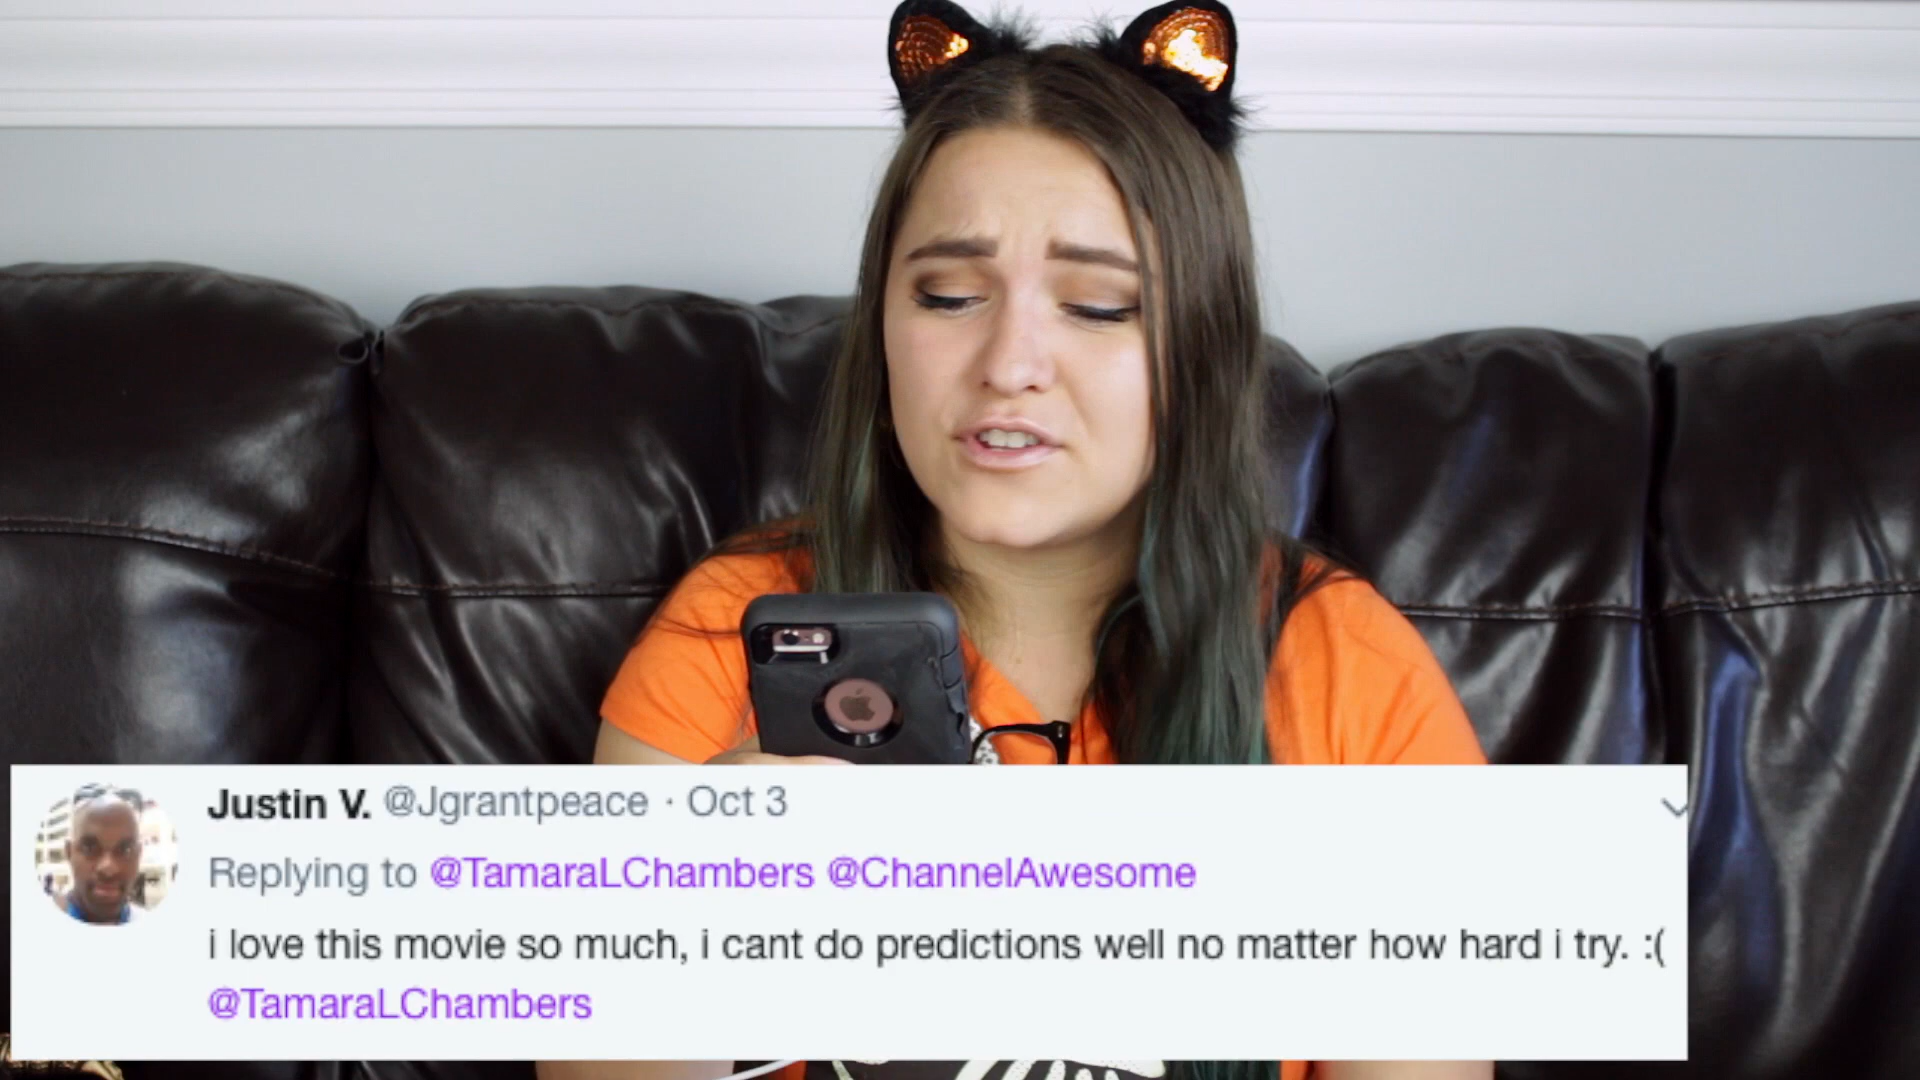 Justin V. @Jgrantpeace · Oct 3
Replying to @TamaraLChambers @ChannelAwesome
i love this movie so much, i cant do predictions well no matter how hard i try. :(
@TamaraLChambers